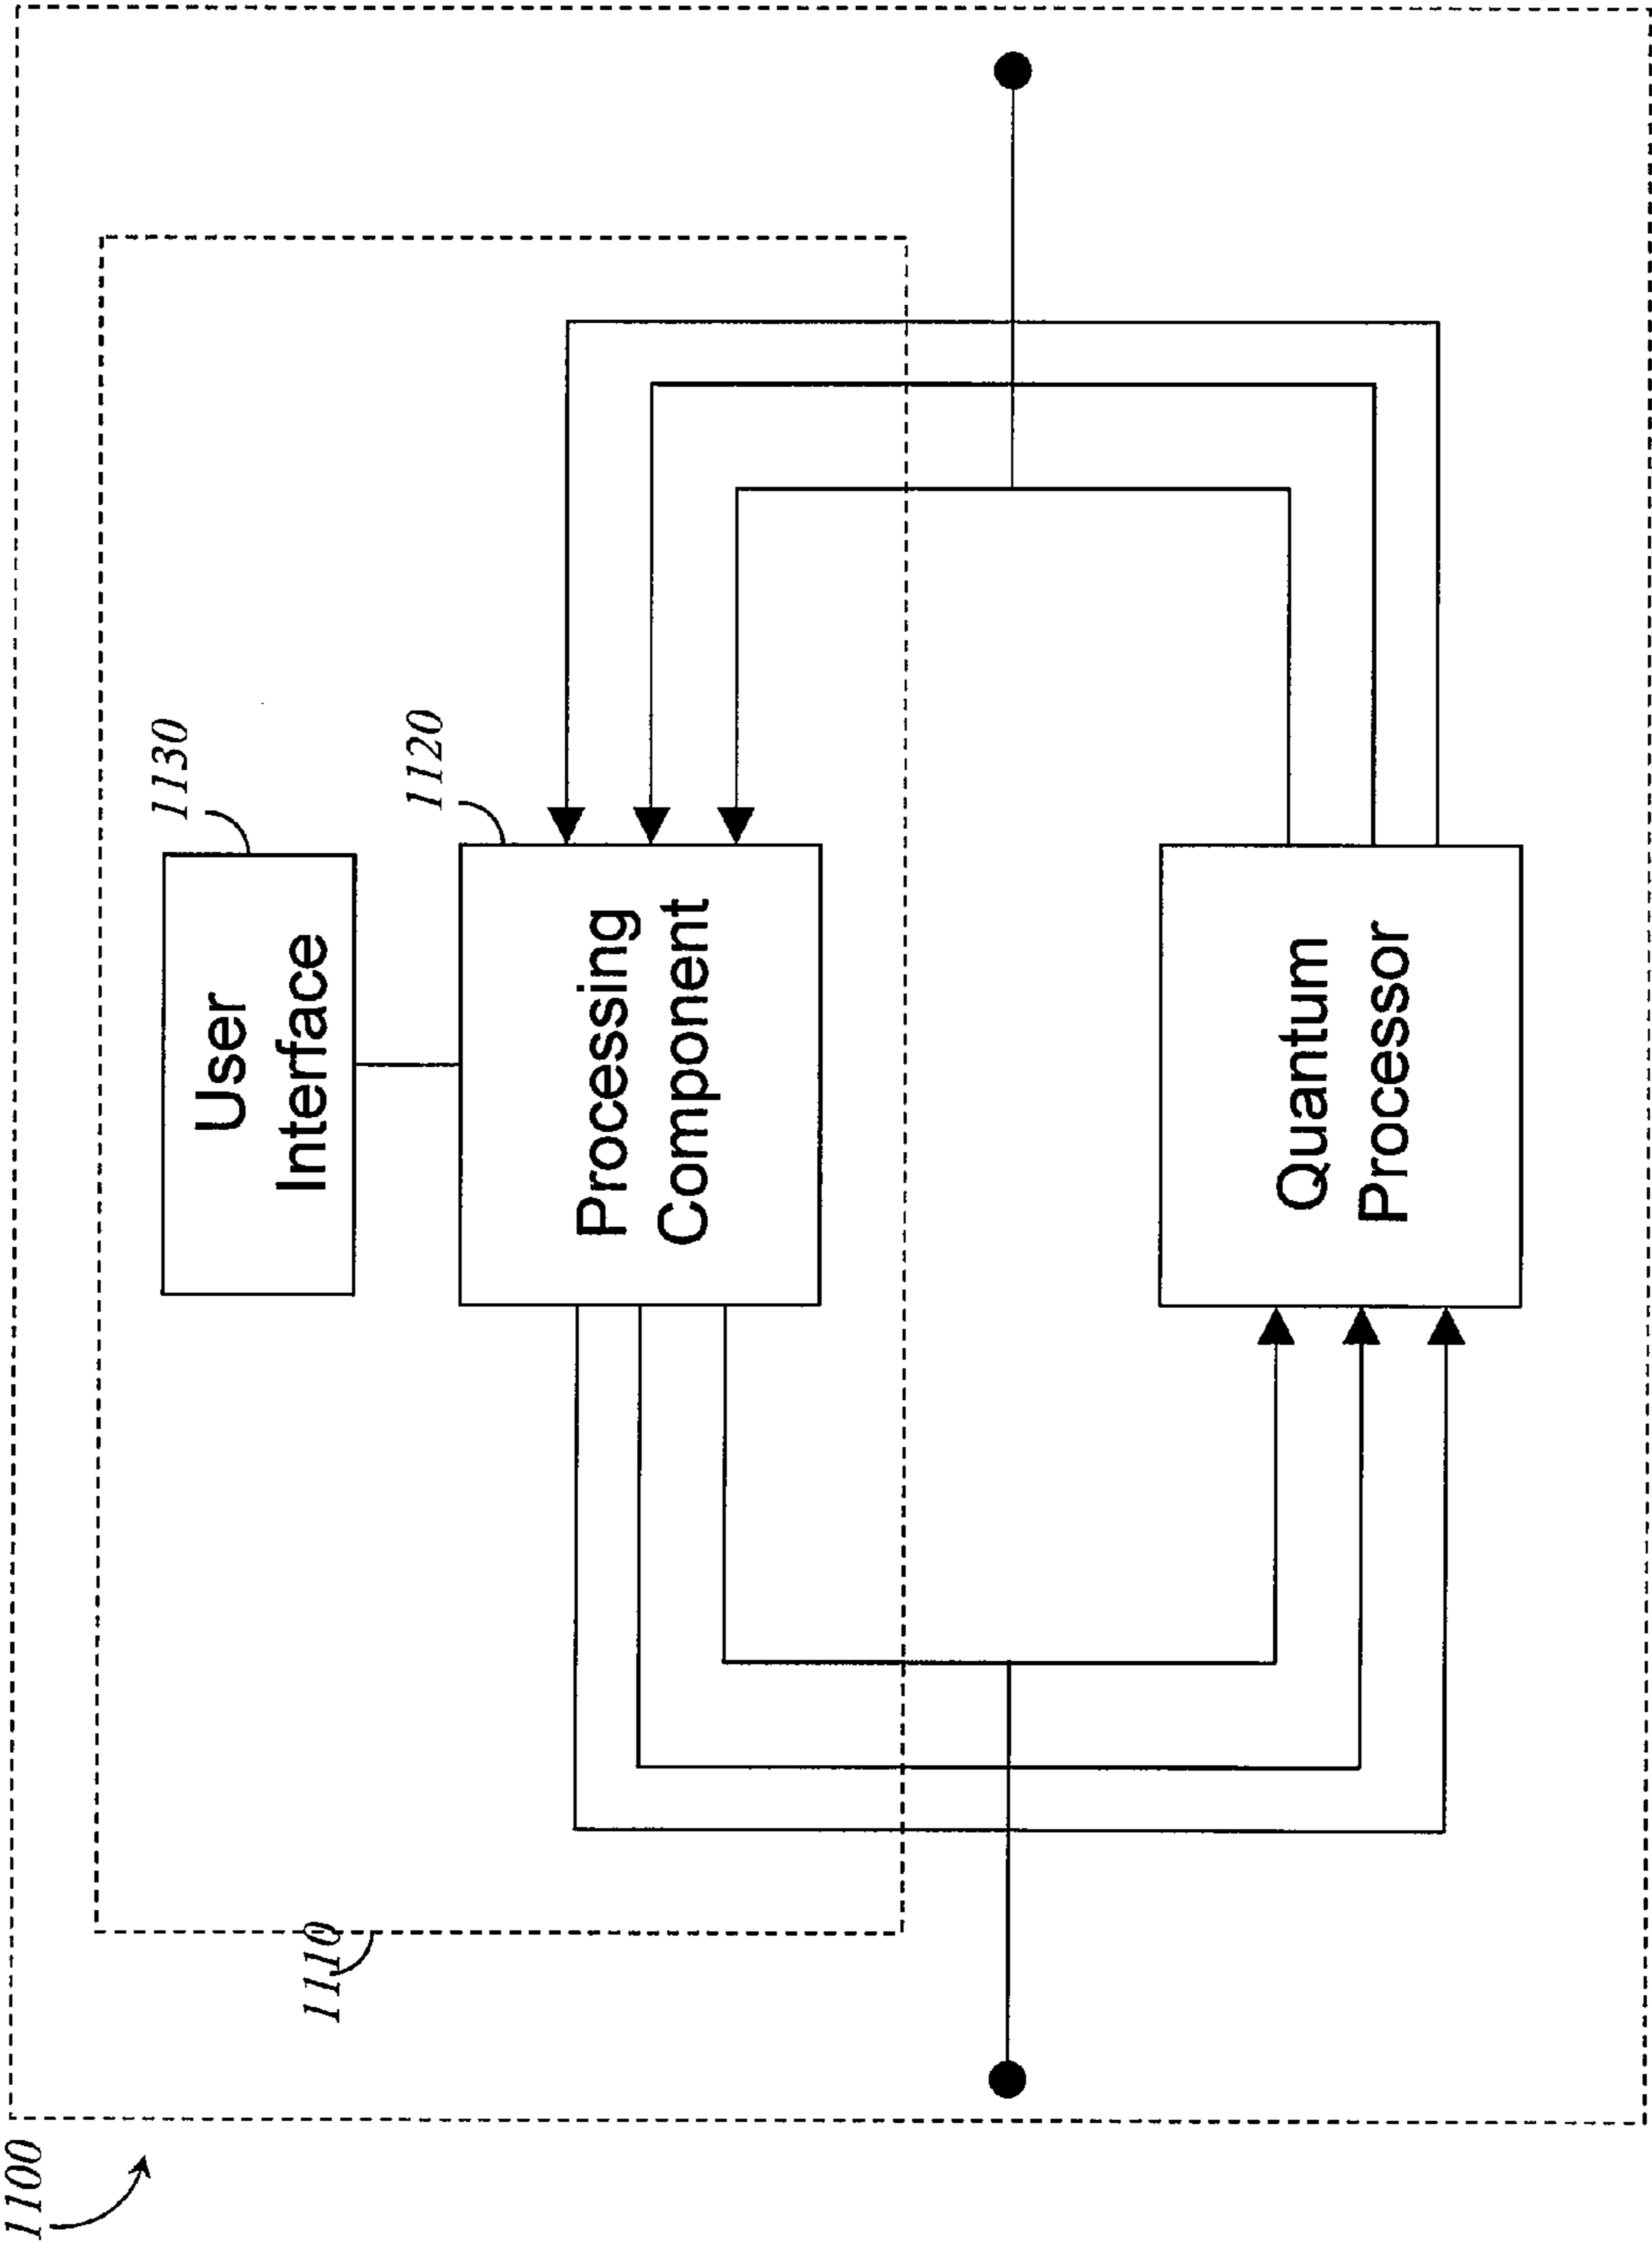 1100
1110
1130
User
Interface
1120
Processing
Component
Quantum
Processor